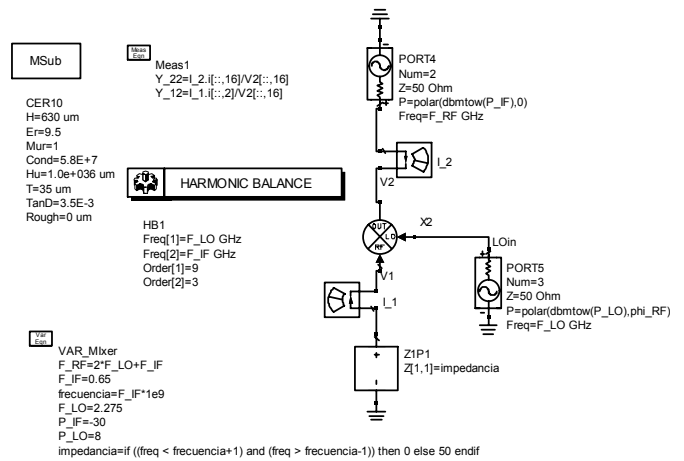 MSub
CER10
H=630 um
Er=9.5
Mur=1
Cond=5.8E+7
Hu=1.0e+036 um
T=35 um
TanD=3.5E-3
Rough=0 um
Meas
Eqn
Meas1
Y_22=I_2.i[::,16]/V2[::,16]
Y_12=I_1.i[::,2]/V2[::,16]
HARMONIC BALANCE
HB1
Freq[1]=F_LO GHz
Freq[2]=F_IF GHz
Order[1]=9
Order[2]=3
PORT4
Num=2
Z=50 Ohm
P=polar(dbmtow(P_IF),0)
Freq=F_RF GHz
I_2
V2
OUT
LO
RF
X2
LOin
V1
I_1
PORT5
Num=3
Z=50 Ohm
P=polar(dbmtow(P_LO),phi_RF)
Freq=F_LO GHz
Z1P1
Z[1,1]=impedancia
Var
Eqn
VAR_MIxer
F_RF=2*F_LO+F_IF
F_IF=0.65
frecuencia=F_IF*1e9
F_LO=2.275
P_IF=-30
P_LO=8
impedancia=if ((freq < frecuencia+1) and (freq > frecuencia-1)) then 0 else 50 endif